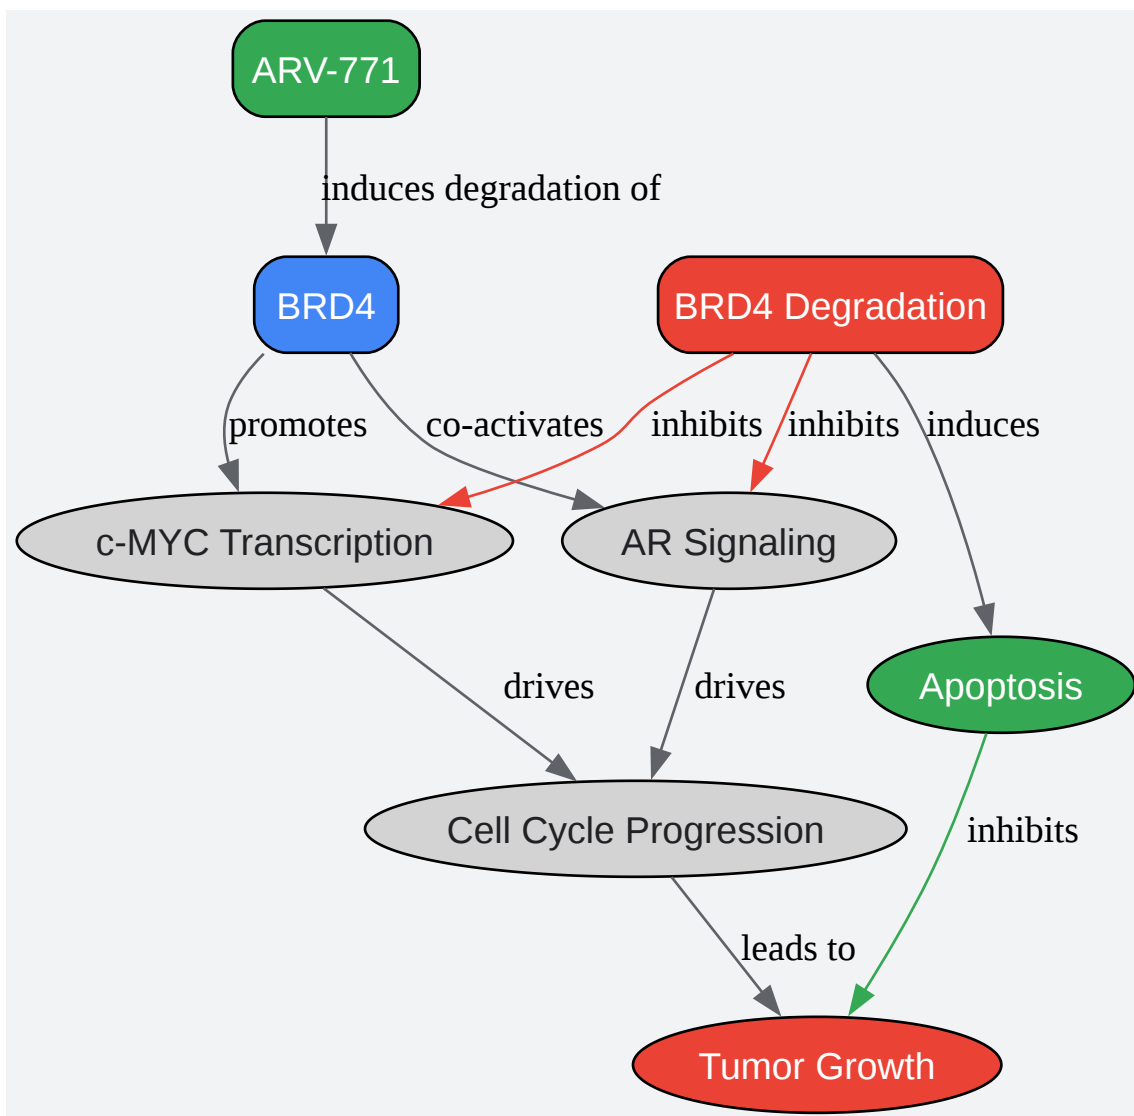 ARV-771
induces degradation of
BRD4
BRD4 Degradation
promotes
co-activates
inhibits
inhibits
induces
c-MYC Transcription
AR Signaling
drives
drives
Apoptosis
Cell Cycle Progression
inhibits
leads to
Tumor Growth